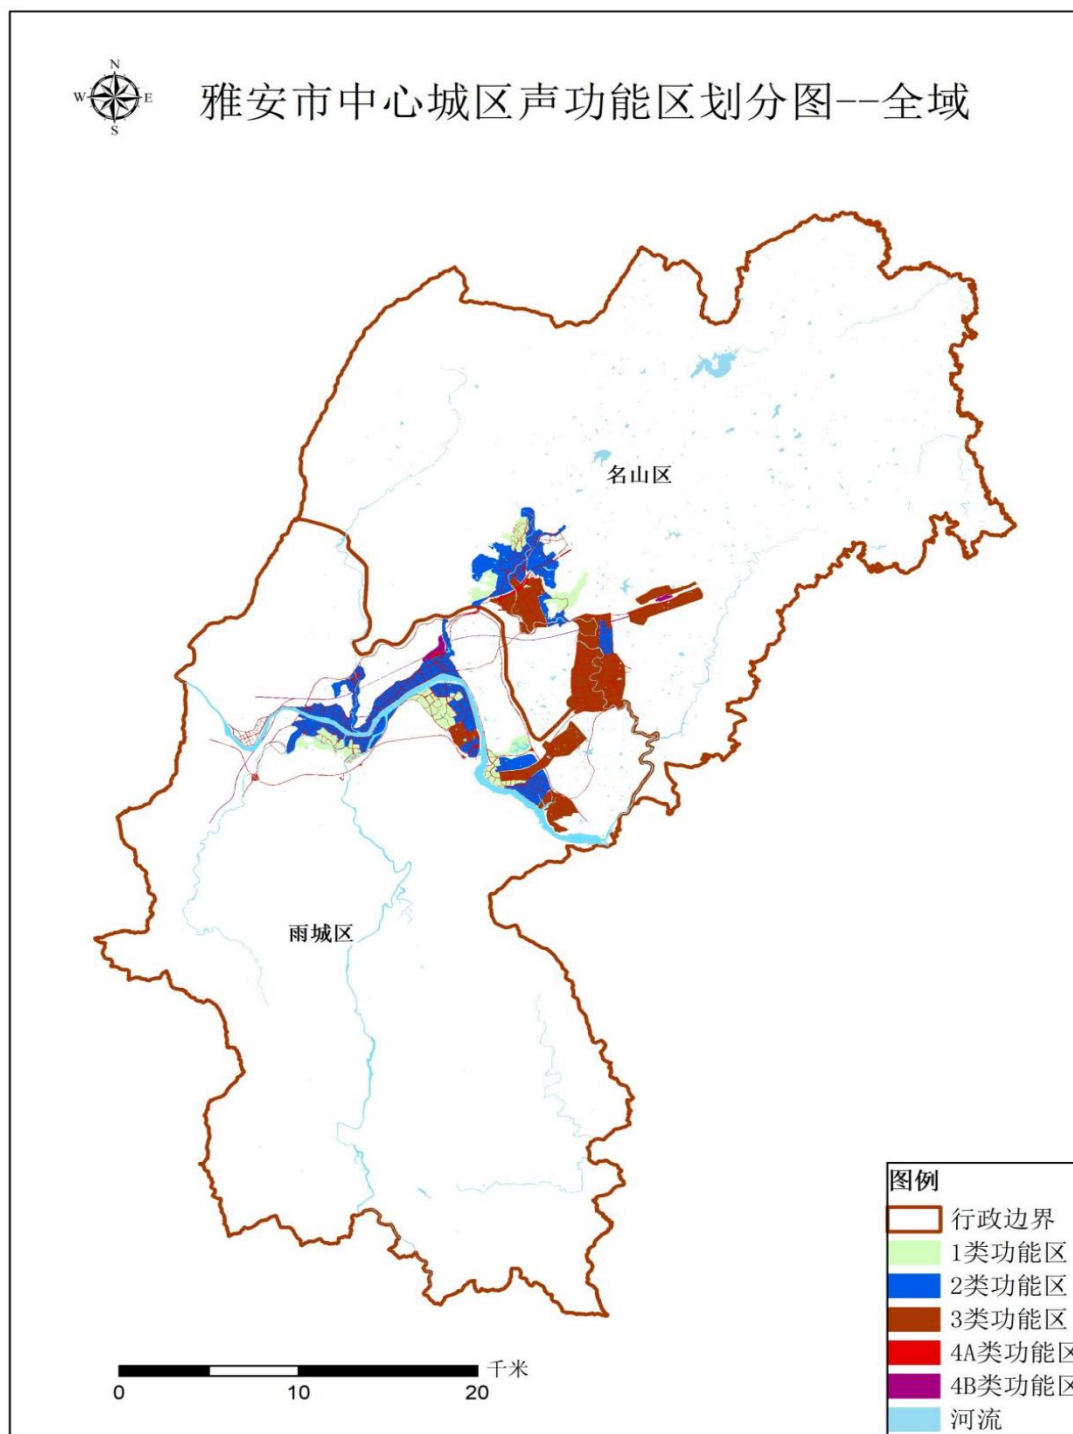 N
W E
S
雅安市中心城区声功能区划分图--全域
名山区
雨城区
图例
行政边界
1类功能区
2类功能区
3类功能区
4A类功能区
4B类功能区
河流
千米
0 10 20